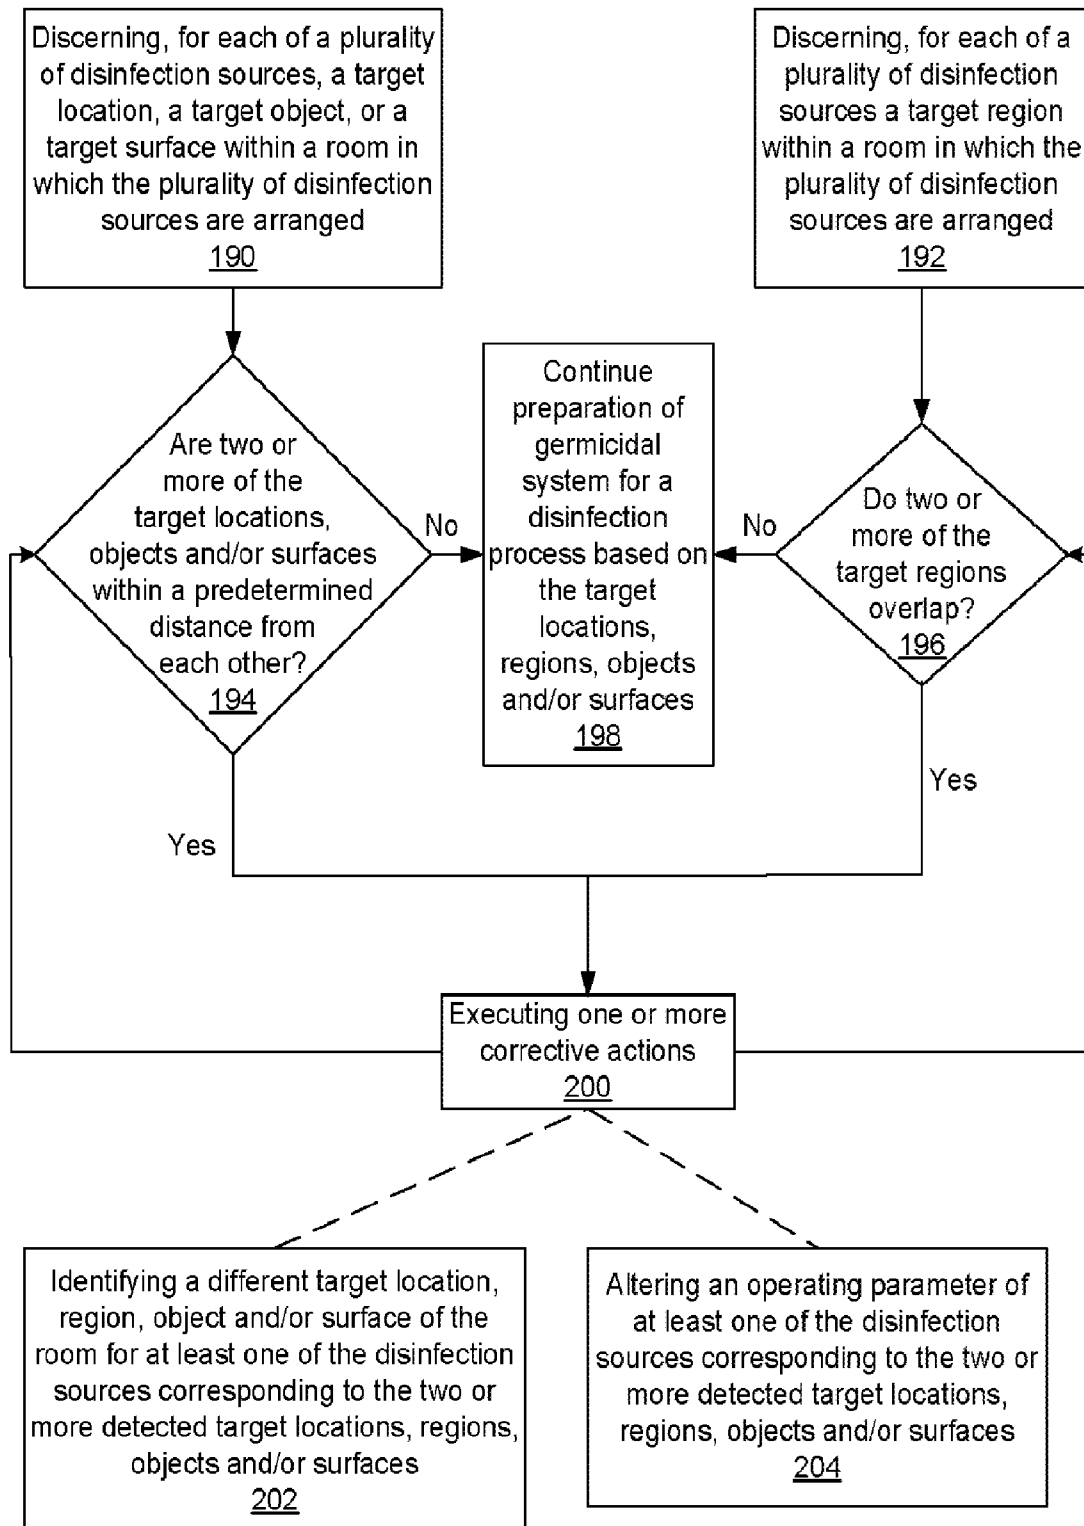 Discerning, for each of a plurality
of disinfection sources, a target
location, a target object, or a
target surface within a room in
which the plurality of disinfection
sources are arranged
190
Discerning, for each of a
plurality of disinfection
sources a target region
within a room in which the
plurality of disinfection
sources are arranged
192
Are two or
more of the
target locations,
objects and/or surfaces
within a predetermined
distance from
each other?
194
No
Continue
preparation of
germicidal
system for a
disinfection
process based on
the target
locations,
regions, objects
and/or surfaces
198
No
Do two or
more of the
target regions
overlap?
196
Yes
Yes
Executing one or more
corrective actions
200
Identifying a different target location,
region, object and/or surface of the
room for at least one of the disinfection
sources corresponding to the two or
more detected target locations, regions,
objects and/or surfaces
202
Altering an operating parameter of
at least one of the disinfection
sources corresponding to the two or
more detected target locations,
regions, objects and/or surfaces
204